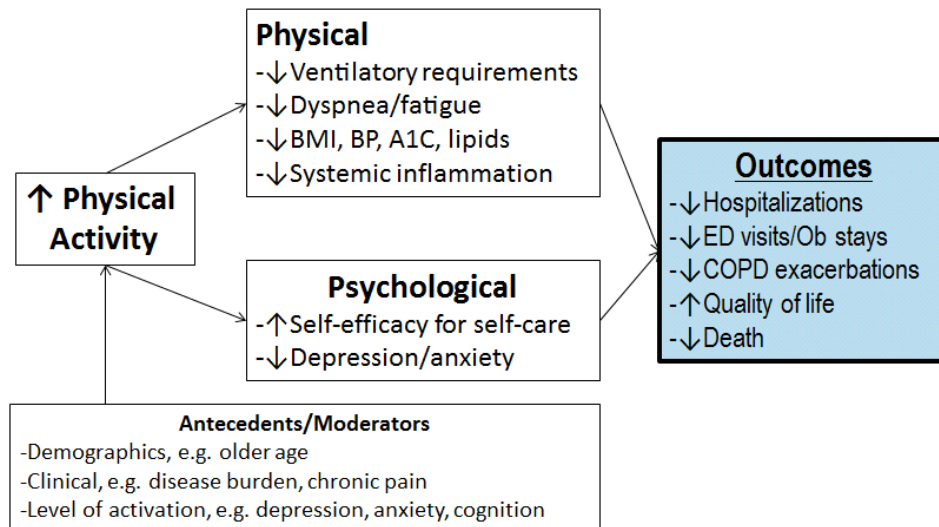 ↑ Physical
Activity
Physical
-↓Ventilatory requirements
-↓Dyspnea/fatigue
-↓BMI, BP, A1C, lipids
-↓Systemic inflammation
Psychological
-↑Self-efficacy for self-care
-↓Depression/anxiety
Outcomes
-↓Hospitalizations
-↓ED visits/Ob stays
-↓COPD exacerbations
-↑Quality of life
-↓Death
Antecedents/Moderators
-Demographics, e.g. older age
-Clinical, e.g. disease burden, chronic pain
-Level of activation, e.g. depression, anxiety, cognition